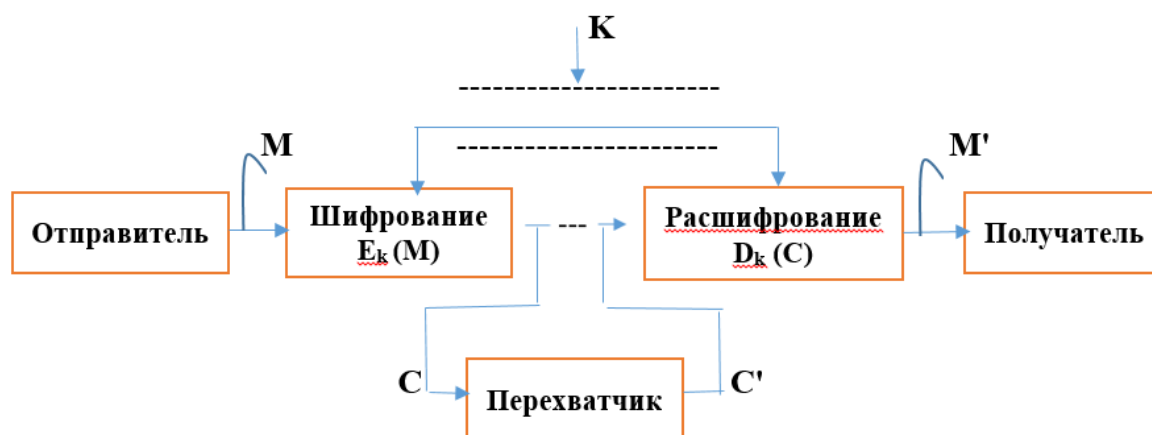 K
M
M'
Отправитель
Шифрование
Ek (M)
Расшифрование
Dk (C)
Получатель
C
Перехватчик
C'